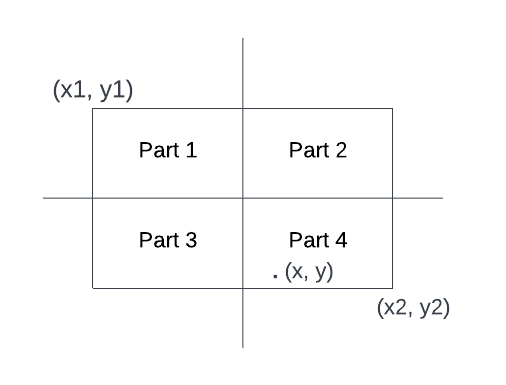 (x1, y1)
Part 1
Part 2
Part 3
Part 4
. (x, y)
(x2, y2)